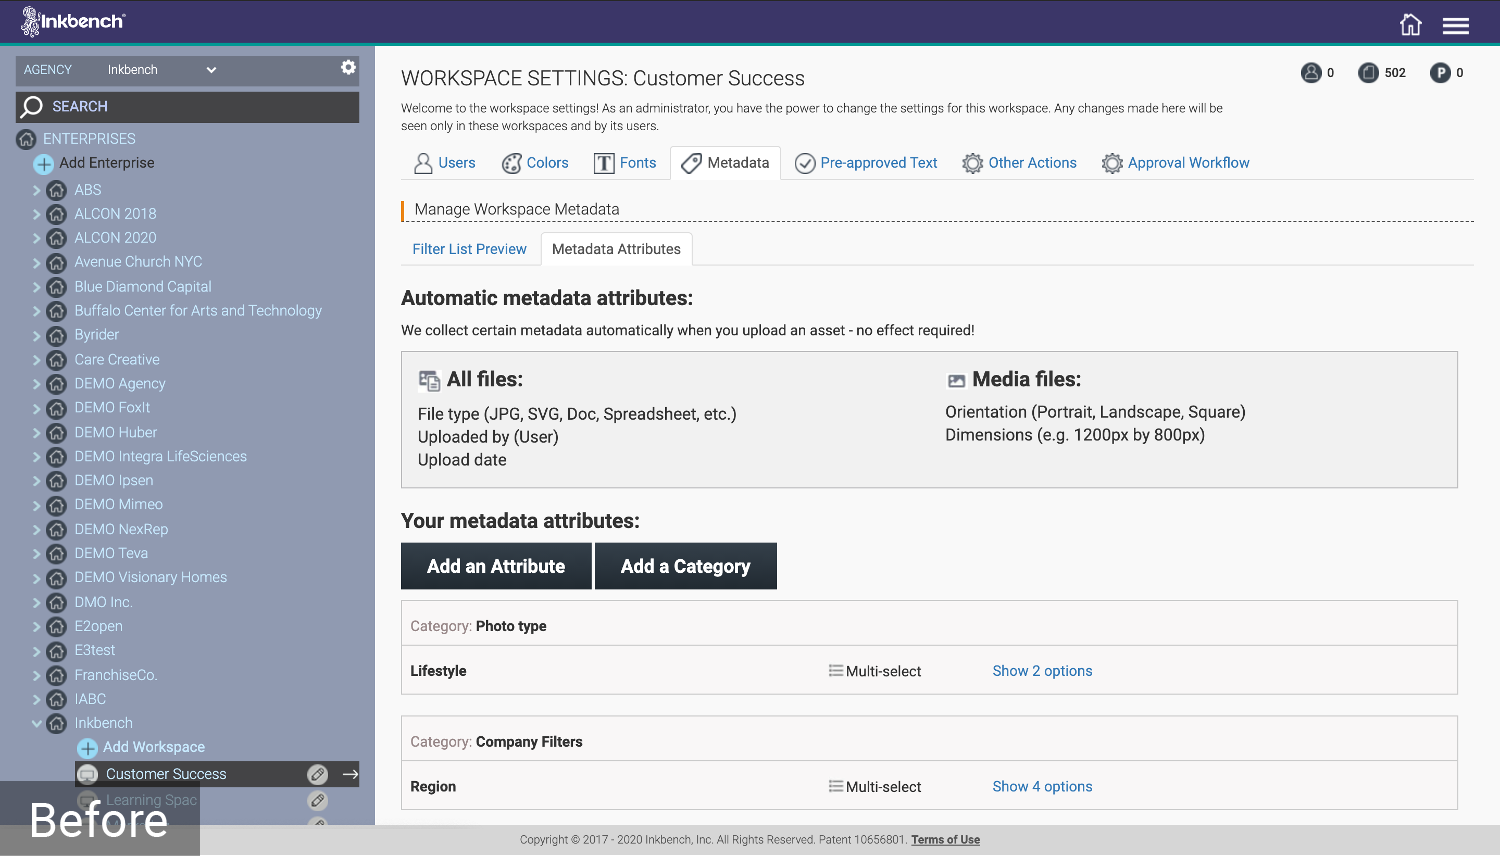 Inkbench
AGENCY Inkbench
SEARCH
ENTERPRISES
Add Enterprise
ABS
ALCON 2018
ALCON 2020
Avenue Church NYC
Blue Diamond Capital
Buffalo Center for Arts and Technology
Byrider
Care Creative
DEMO Agency
DEMO FoxIt
DEMO Huber
DEMO Integra LifeSciences
DEMO Ipsen
DEMO Mimeo
DEMO NexRep
DEMO Teva
DEMO Visionary Homes
DMO Inc.
E2open
E3test
FranchiseCo.
IABC
Inkbench
Add Workspace
Customer Success
Learning Spac
Before
WORKSPACE SETTINGS: Customer Success
0 502 P 0
Welcome to the workspace settings! As an administrator, you have the power to change the settings for this workspace. Any changes made here will be
seen only in these workspaces and by its users.
Users Colors T Fonts Metadata Pre-approved Text Other Actions Approval Workflow
Manage Workspace Metadata
Filter List Preview Metadata Attributes
Automatic metadata attributes:
We collect certain metadata automatically when you upload an asset - no effect required!
All files:
File type (JPG, SVG, Doc, Spreadsheet, etc.)
Uploaded by (User)
Upload date
Media files:
Orientation (Portrait, Landscape, Square)
Dimensions (e.g. 1200px by 800px)
Your metadata attributes:
Add an Attribute Add a Category
Category: Photo type
Lifestyle Multi-select Show 2 options
Category: Company Filters
Region Multi-select Show 4 options
Copyright © 2017 - 2020 Inkbench, Inc. All Rights Reserved. Patent 10656801. Terms of Use